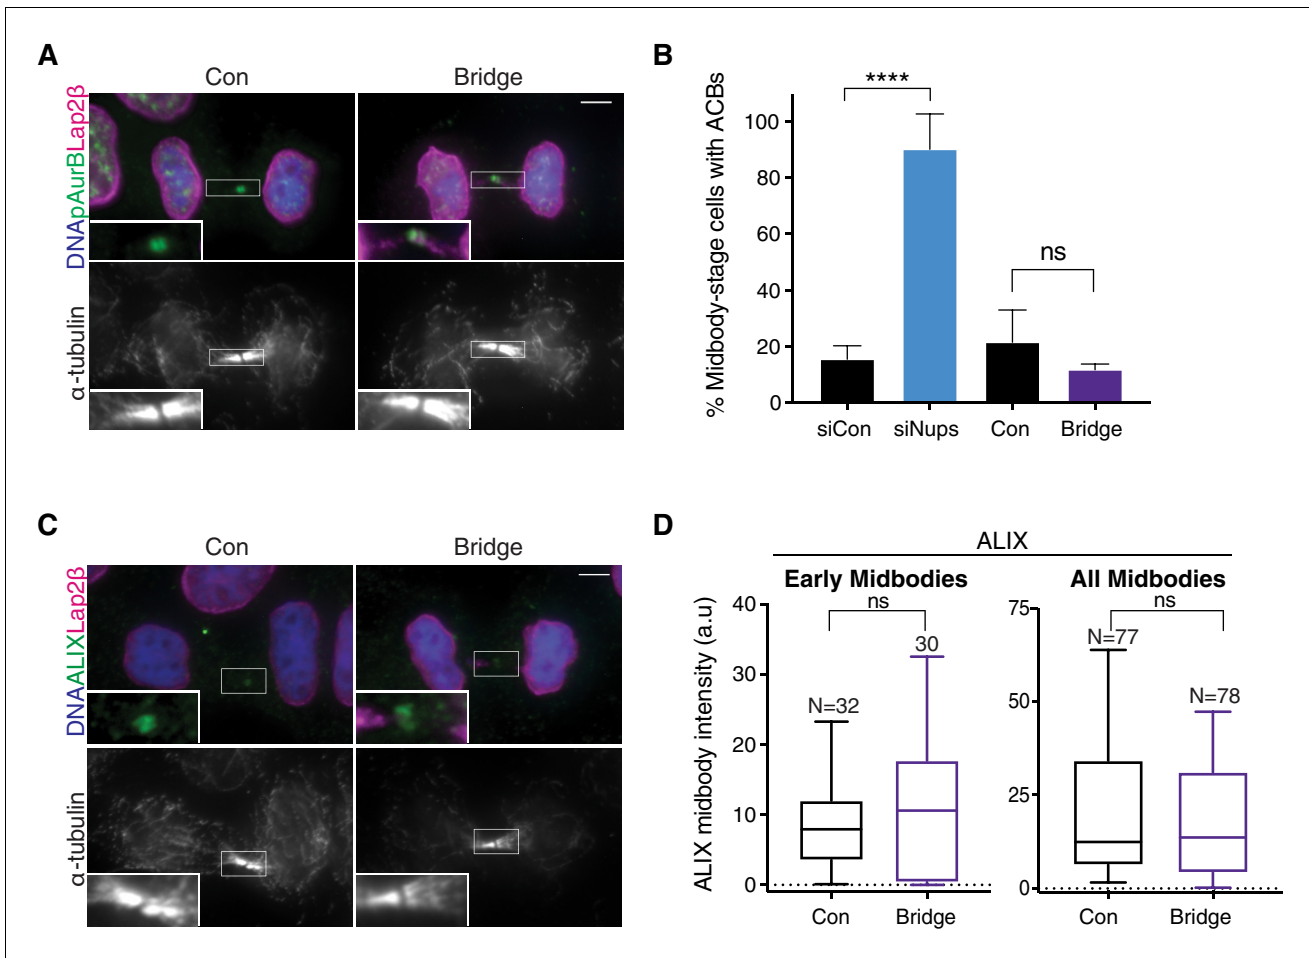 A
Con
Bridge
DNApAurBLap2β
α-tubulin
B
% Midbody-stage cells with ACBs
****
ns
100
80
60
40
20
0
siCon
siNups
Con
Bridge
C
Con
Bridge
DNAALIXLap2β
α-tubulin
D
ALIX
Early Midbodies
All Midbodies
ALIX midbody intensity (a.u)
ns
40
30
20
10
0
N=32
30
Con
Bridge
ns
75
50
25
0
N=77
N=78
Con
Bridge